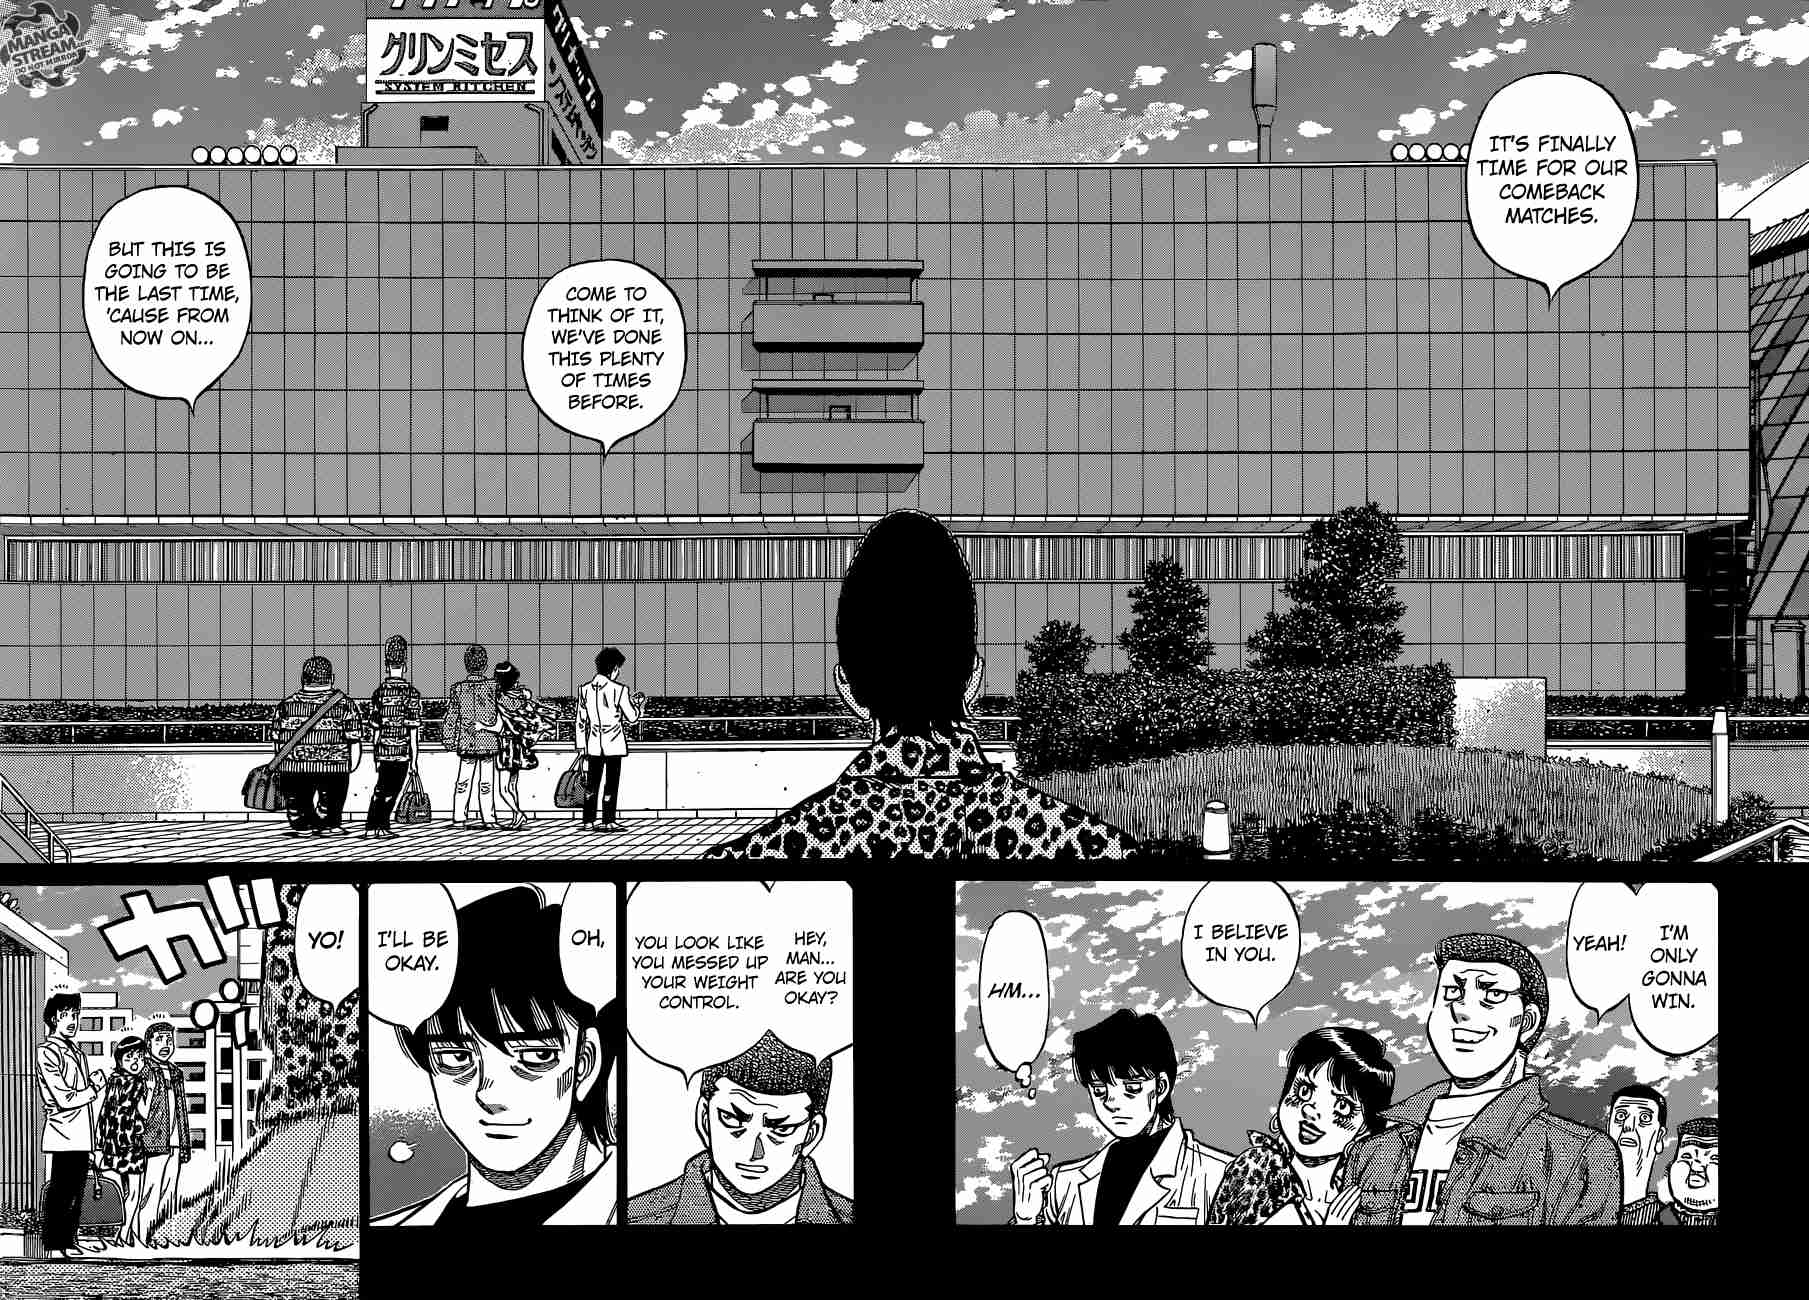 MANGA
STREAM
DO NOT MIRROR
クリンミセス
SYSTEM KITCHEN
IT'S FINALLY
TIME FOR OUR
COMEBACK
MATCHES.
COME TO
THINK OF IT,
WE'VE DONE
THIS PLENTY
OF TIMES
BEFORE.
BUT THIS IS
GOING TO BE
THE LAST TIME,
'CAUSE FROM
NOW ON...
I'M
ONLY
GONNA
WIN.
YEAH!
I BELIEVE
IN YOU.
HM...
HEY,
MAN...
ARE YOU
OKAY?
YOU LOOK LIKE
YOU MESSED UP
YOUR WEIGHT
CONTROL.
OH,
I'LL BE
OKAY.
YO!